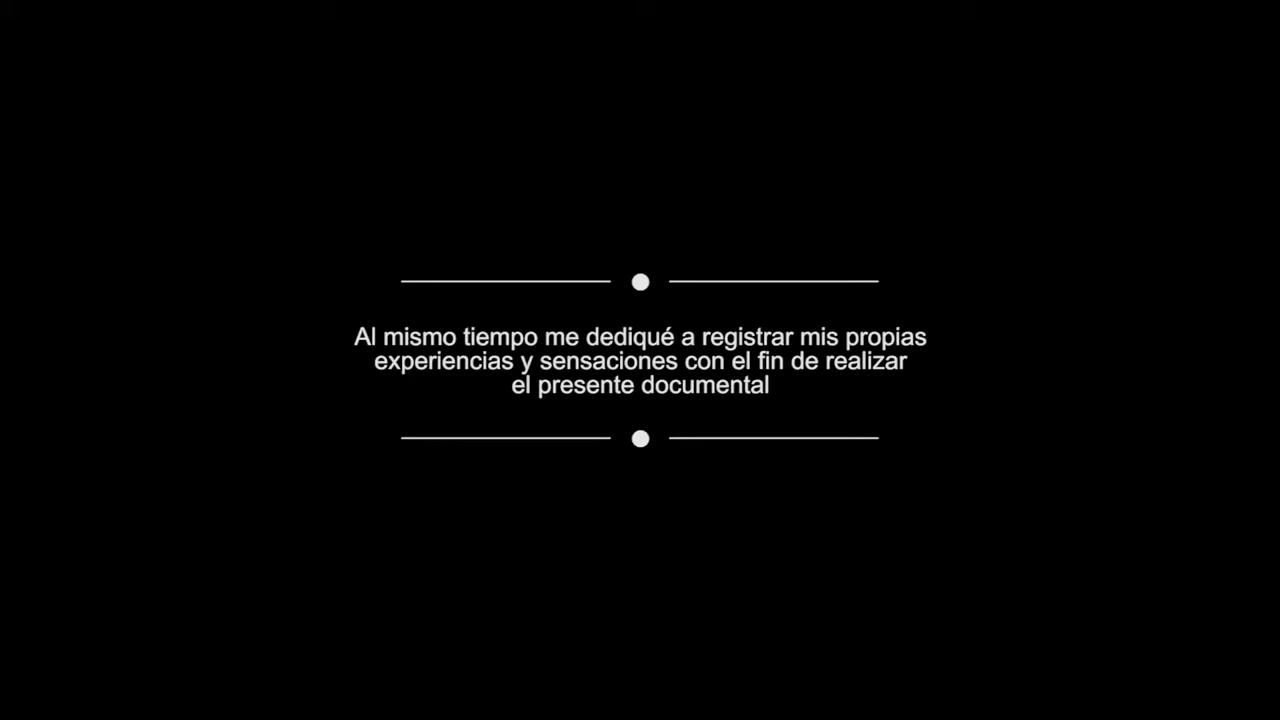 Al mismo tiempo me dediqué a registrar mis propias
experiencias y sensaciones con el fin de realizar
el presente documental